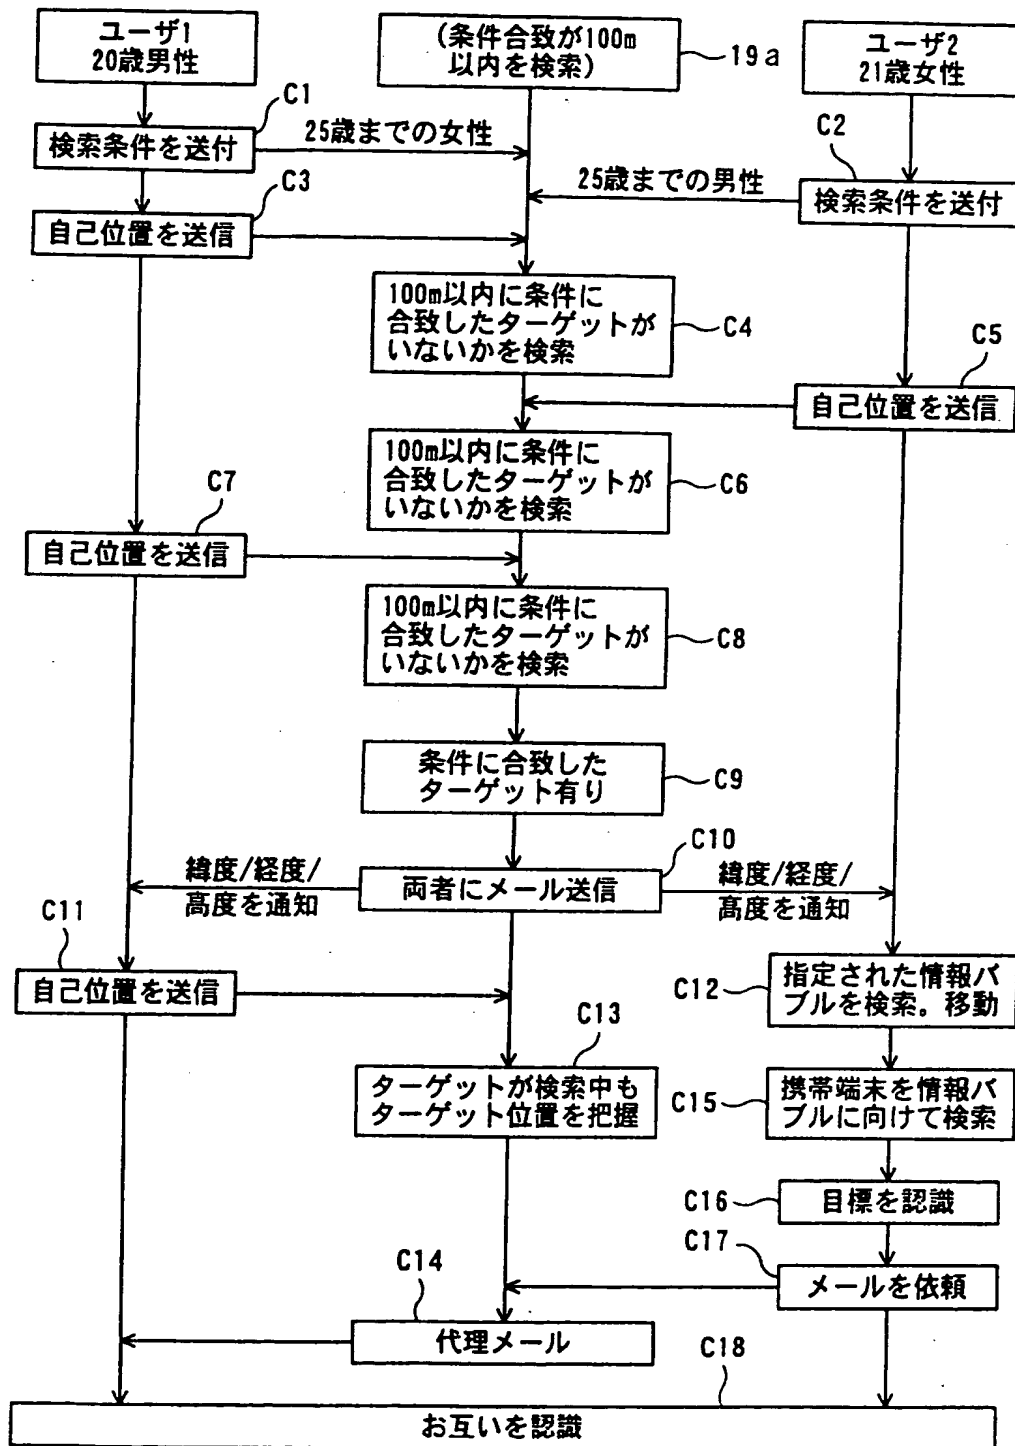 ユーザ1
20歳男性
(条件合致が100m
以内を検索)
19a
ユーザ2
21歳女性
C1
検索条件を送付
25歳までの女性
C2
25歳までの男性
検索条件を送付
C3
自己位置を送信
100m以内に条件に
合致したターゲットが
いないかを検索
C4
C5
自己位置を送信
100m以内に条件に
合致したターゲットが
いないかを検索
C6
C7
自己位置を送信
100m以内に条件に
合致したターゲットが
いないかを検索
C8
条件に合致した
ターゲット有り
C9
C10
緯度/経度/
高度を通知
両者にメール送信
緯度/経度/
高度を通知
C11
自己位置を送信
C12
指定された情報バ
ブルを検索。移動
C13
ターゲットが検索中も
ターゲット位置を把握
C15
携帯端末を情報バ
ブルに向けて検索
C16
目標を認識
C17
メールを依頼
C14
代理メール
C18
お互いを認識